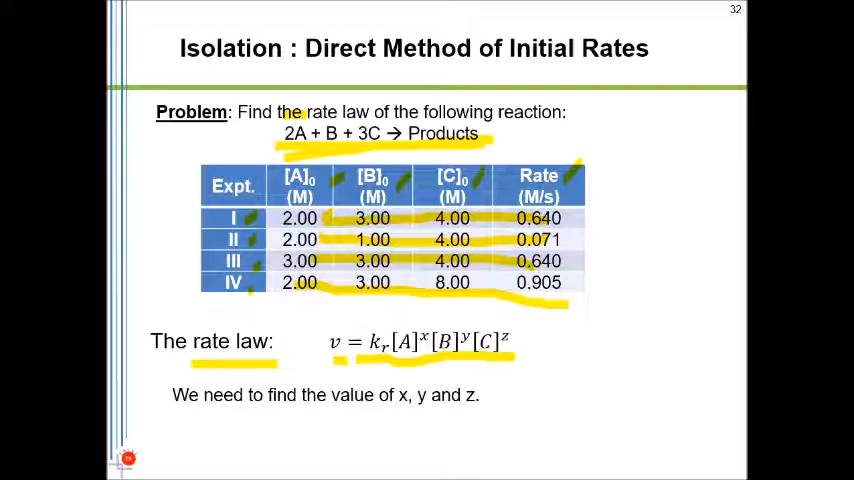 32
Isolation : Direct Method of Initial Rates
Problem: Find the rate law of the following reaction:
2A + B + 3C → Products
Expt. [A]₀ (M) [B]₀ (M) [C]₀ (M) Rate (M/s)
I 2.00 3.00 4.00 0.640
II 2.00 1.00 4.00 0.071
III 3.00 3.00 4.00 0.640
IV 2.00 3.00 8.00 0.905
The rate law: v = kᵣ[A]ˣ[B]ʸ[C]ᶻ
We need to find the value of x, y and z.